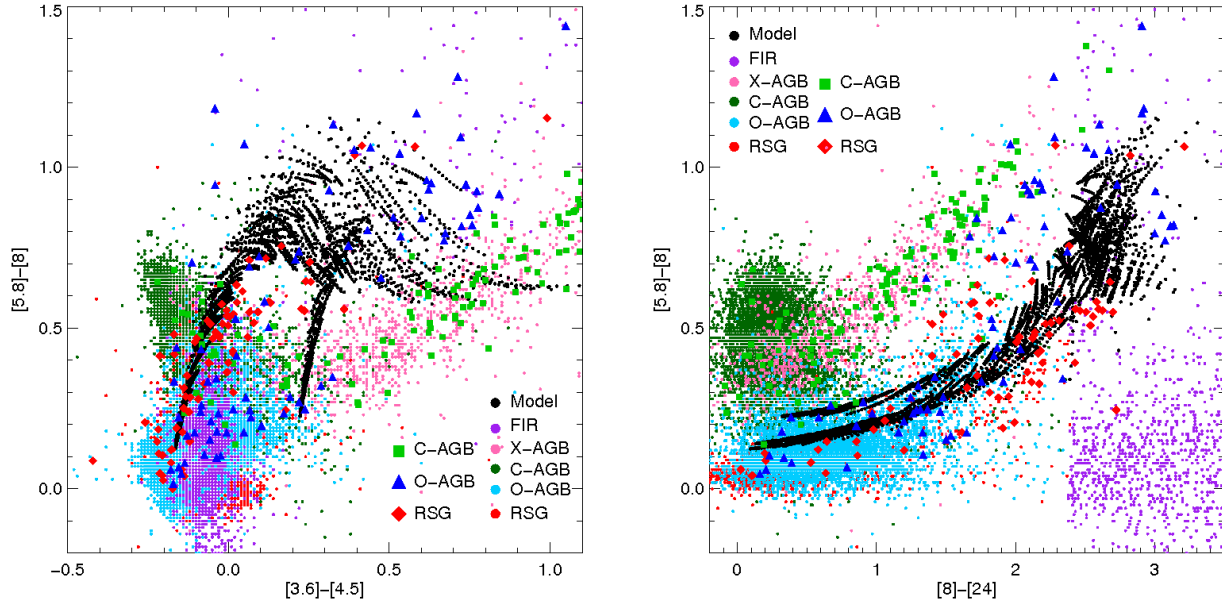 1.5
1.0
0.5
0.0
[5.8]−[8]
Model
FIR
C−AGB X−AGB
C−AGB
O−AGB O−AGB
RSG RSG
−0.5 0.0 0.5 1.0
[3.6]−[4.5]
1.5
1.0
0.5
0.0
[5.8]−[8]
Model
FIR
X−AGB C−AGB
C−AGB
O−AGB O−AGB
RSG RSG
0 1 2 3
[8]−[24]